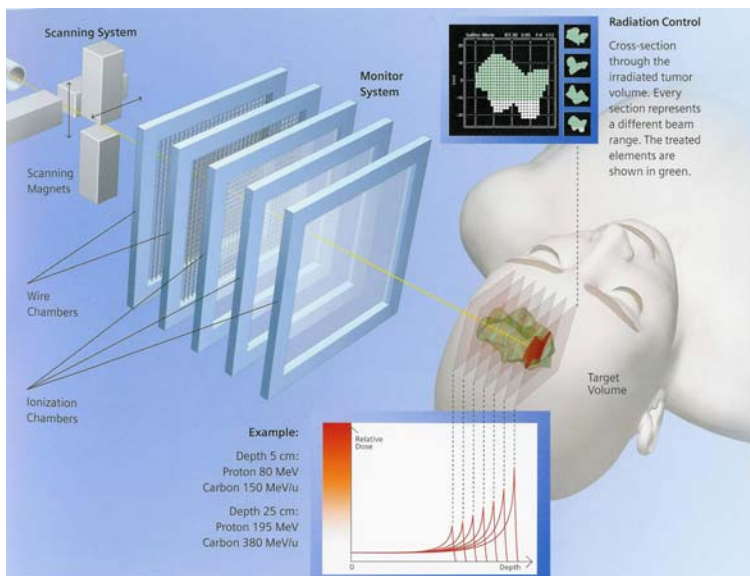 Scanning System
Scanning
Magnets
Monitor
System
Wire
Chambers
Ionization
Chambers
Radiation Control
Cross-section
through the
irradiated tumor
volume. Every
section represents
a different beam
range. The treated
elements are
shown in green.
Target
Volume
Example:
Depth 5 cm:
Proton 80 MeV
Carbon 150 MeV/u
Depth 25 cm:
Proton 195 MeV
Carbon 380 MeV/u
Relative
Dose
0
Depth